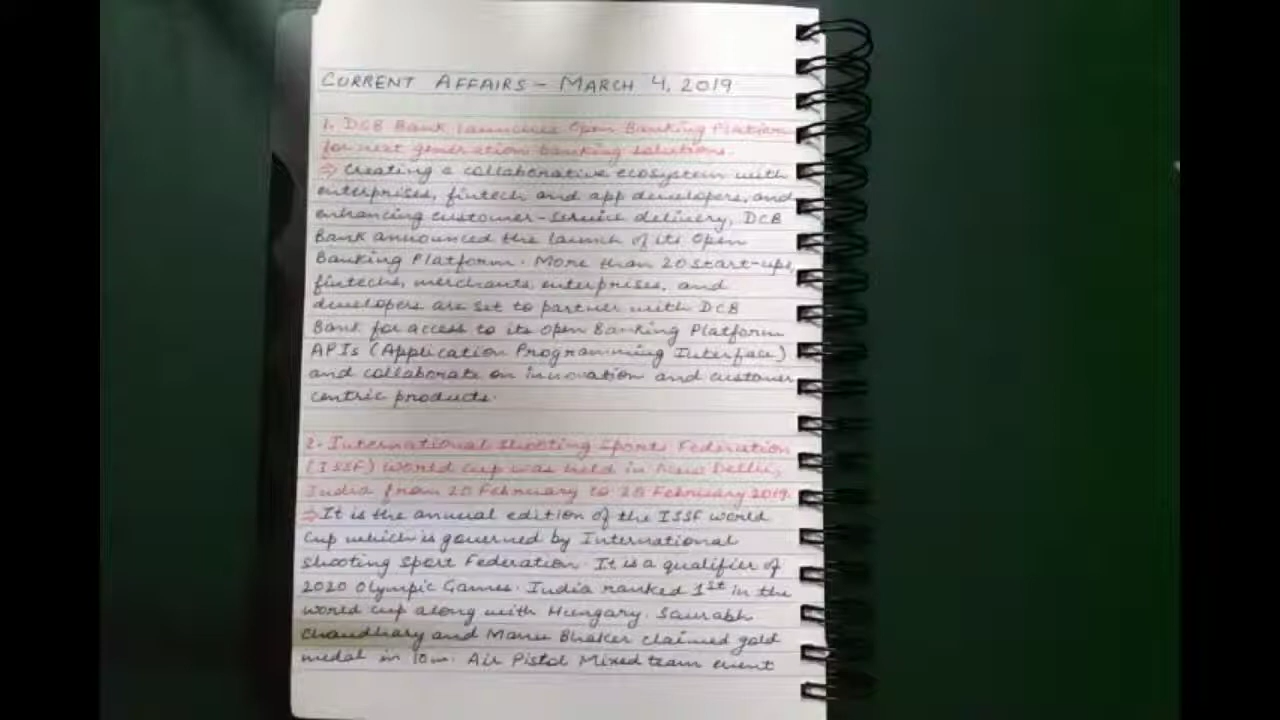 CURRENT AFFAIRS - MARCH 4, 2019
1. DCB Bank launches Open Banking Platform
for next generation banking solutions.
⇒ Creating a collaborative ecosystem with
enterprises, fintech and app developers, and
enhancing customer-service delivery, DCB
Bank announced the launch of its Open
Banking Platform. More than 20 start-ups,
fintechs, merchants, enterprises, and
developers are set to partner with DCB
Bank for access to its Open Banking Platform
APIs (Application Programming Interface)
and collaborate on innovation and customer
centric products.
2. International Shooting Sports Federation
(ISSF) World Cup was held in New Delhi,
India from 20 February to 28 February 2019.
⇒ It is the annual edition of the ISSF world
cup which is governed by International
Shooting Sport Federation. It is a qualifier of
2020 Olympic Games. India ranked 1st in the
world cup along with Hungary. Saurabh
Chaudhary and Manu Bhaker claimed gold
medal in 10m. Air Pistol Mixed team event